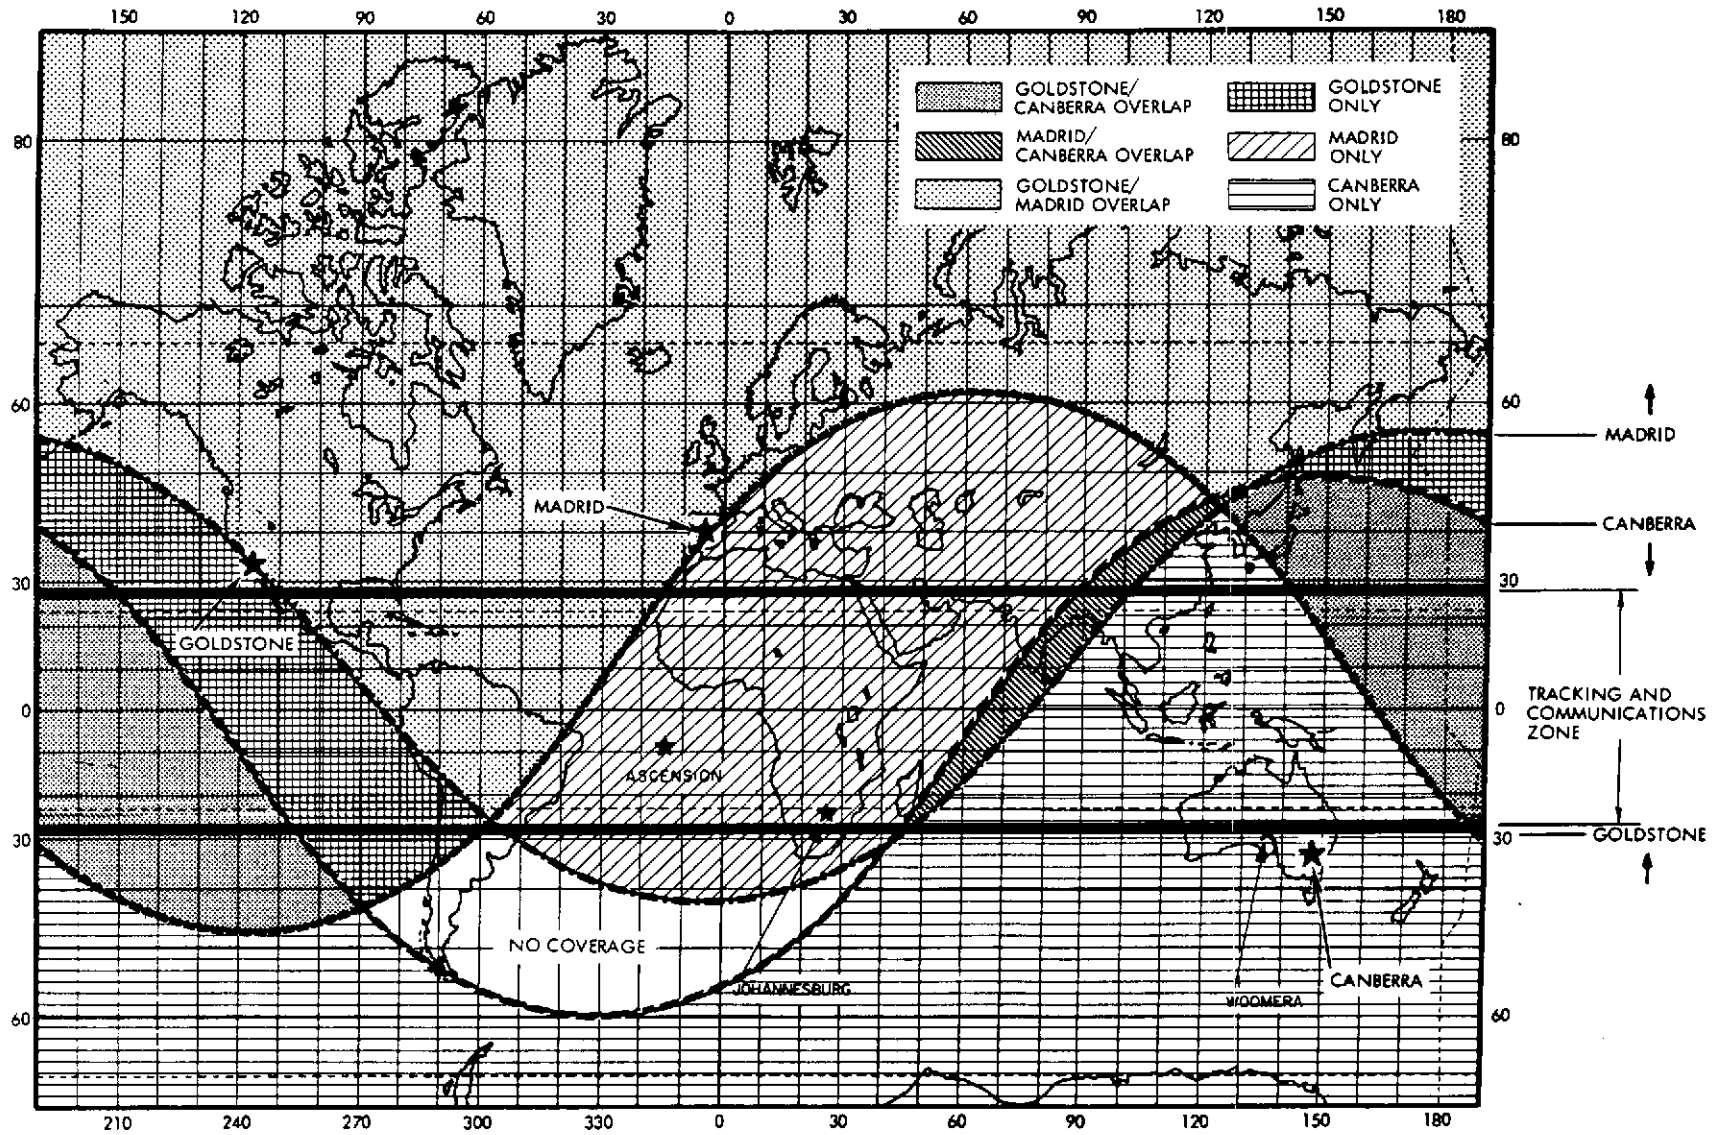 150 120 90 60 30 0 30 60 90 120 150 180
GOLDSTONE/
CANBERRA OVERLAP
GOLDSTONE
ONLY
MADRID/
CANBERRA OVERLAP
MADRID
ONLY
GOLDSTONE/
MADRID OVERLAP
CANBERRA
ONLY
80 80
60 60
MADRID
MADRID
CANBERRA
30 30
GOLDSTONE
TRACKING AND
COMMUNICATIONS
ZONE
0 0
ASCENSION
30 30
GOLDSTONE
NO COVERAGE
JOHANNESBURG
WOOMERA
CANBERRA
60 60
210 240 270 300 330 0 30 60 90 120 150 180